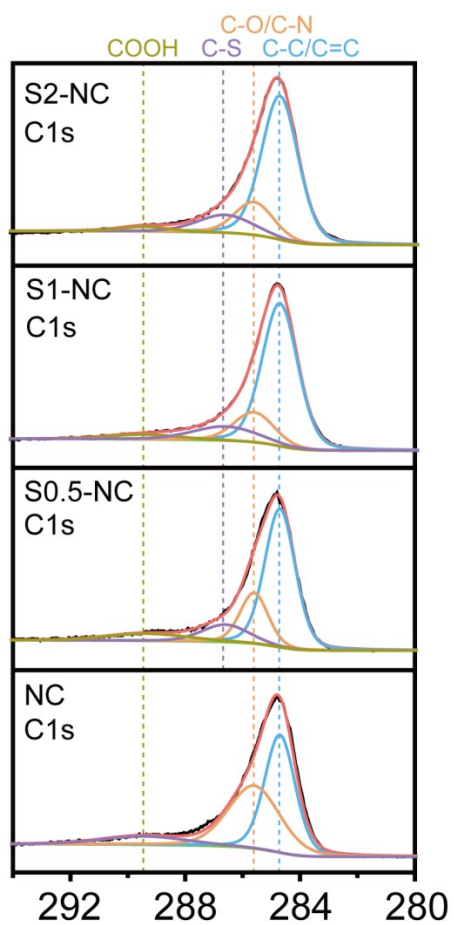 C-O/C-N
COOH C-S C-C/C=C
S2-NC
C1s
S1-NC
C1s
S0.5-NC
C1s
NC
C1s
292 288 284 280